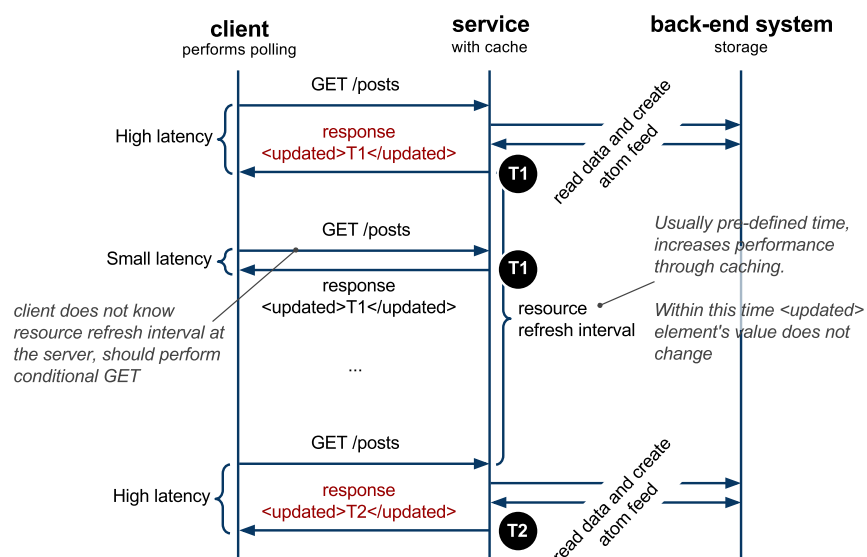 client
performs polling
service
with cache
back-end system
storage
GET /posts
High latency
response
<updated>T1</updated>
read data and create
atom feed
T1
GET /posts
Small latency
T1
response
<updated>T1</updated>
client does not know
resource refresh interval at
the server, should perform
conditional GET
Usually pre-defined time,
increases performance
through caching.
Within this time <updated>
element's value does not
change
resource
refresh interval
...
GET /posts
High latency
response
<updated>T2</updated>
read data and create
atom feed
T2